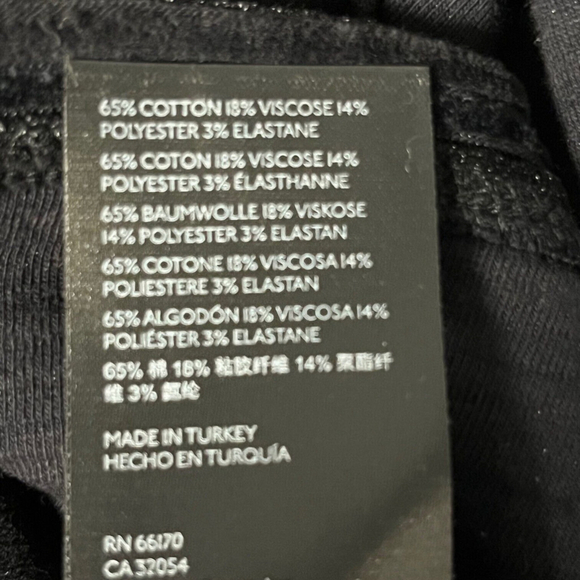 65% COTTON 18% VISCOSE 14%
POLYESTER 3% ELASTANE
65% COTON 18% VISCOSE 14%
POLYESTER 3% ÉLASTHANNE
65% BAUMWOLLE 18% VISKOSE
14% POLYESTER 3% ELASTAN
65% COTONE 18% VISCOSA 14%
POLIESTERE 3% ELASTAN
65% ALGODÓN 18% VISCOSA 14%
POLIÉSTER 3% ELASTANE
65% 棉 18% 粘胶纤维 14% 聚酯纤
维 3% 氨纶
MADE IN TURKEY
HECHO EN TURQUÍA
RN 66170
CA 32054